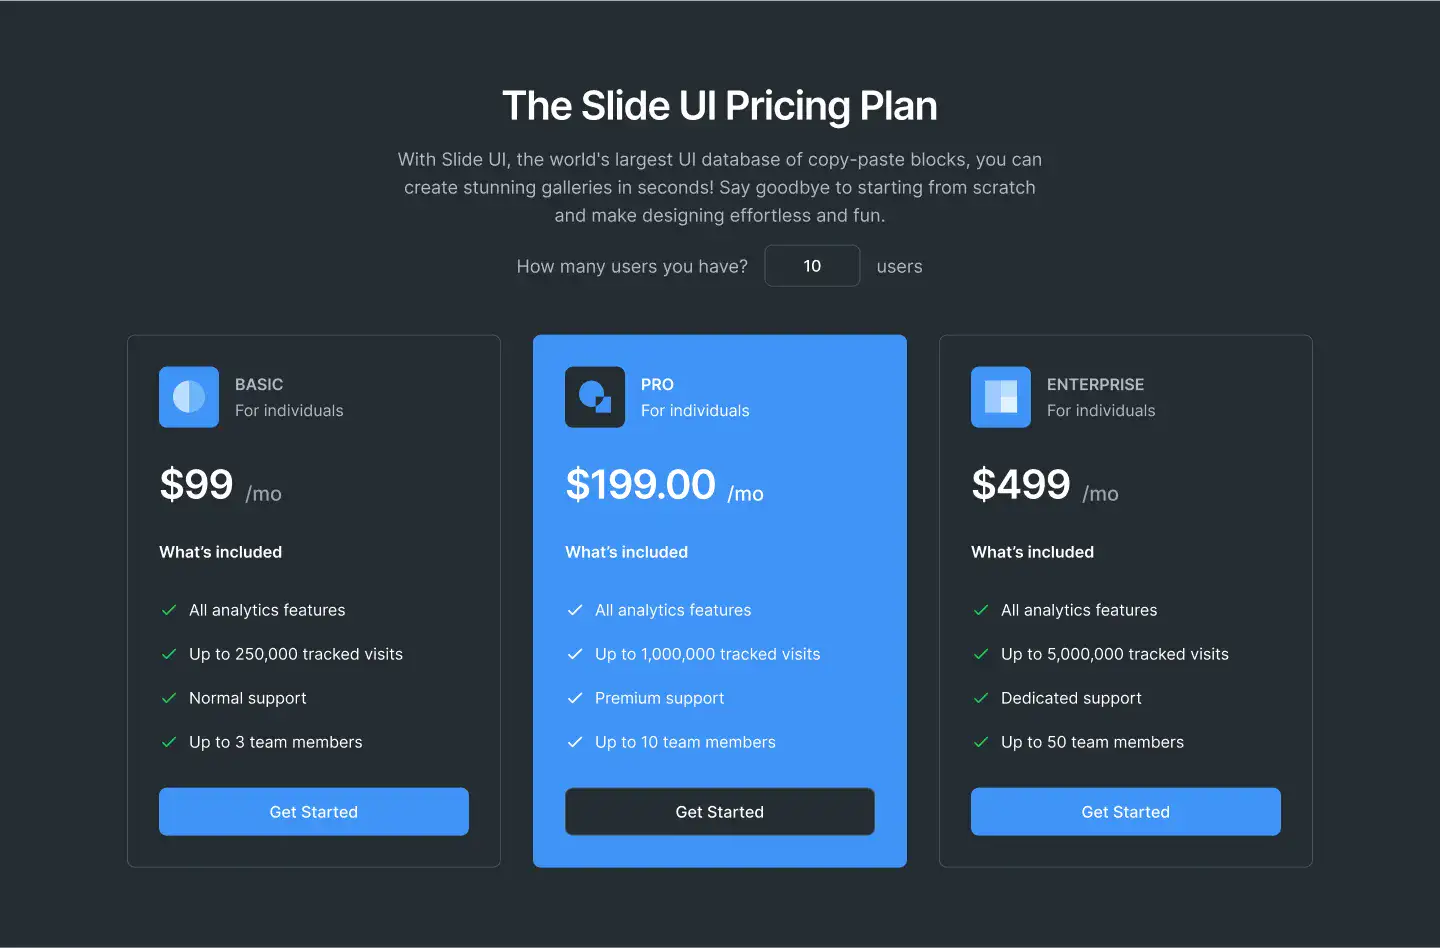 The Slide UI Pricing Plan
With Slide UI, the world's largest UI database of copy-paste blocks, you can
create stunning galleries in seconds! Say goodbye to starting from scratch
and make designing effortless and fun.
How many users you have? 10 users
BASIC
For individuals
$99 /mo
What’s included
All analytics features
Up to 250,000 tracked visits
Normal support
Up to 3 team members
Get Started
PRO
For individuals
$199.00 /mo
What’s included
All analytics features
Up to 1,000,000 tracked visits
Premium support
Up to 10 team members
Get Started
ENTERPRISE
For individuals
$499 /mo
What’s included
All analytics features
Up to 5,000,000 tracked visits
Dedicated support
Up to 50 team members
Get Started